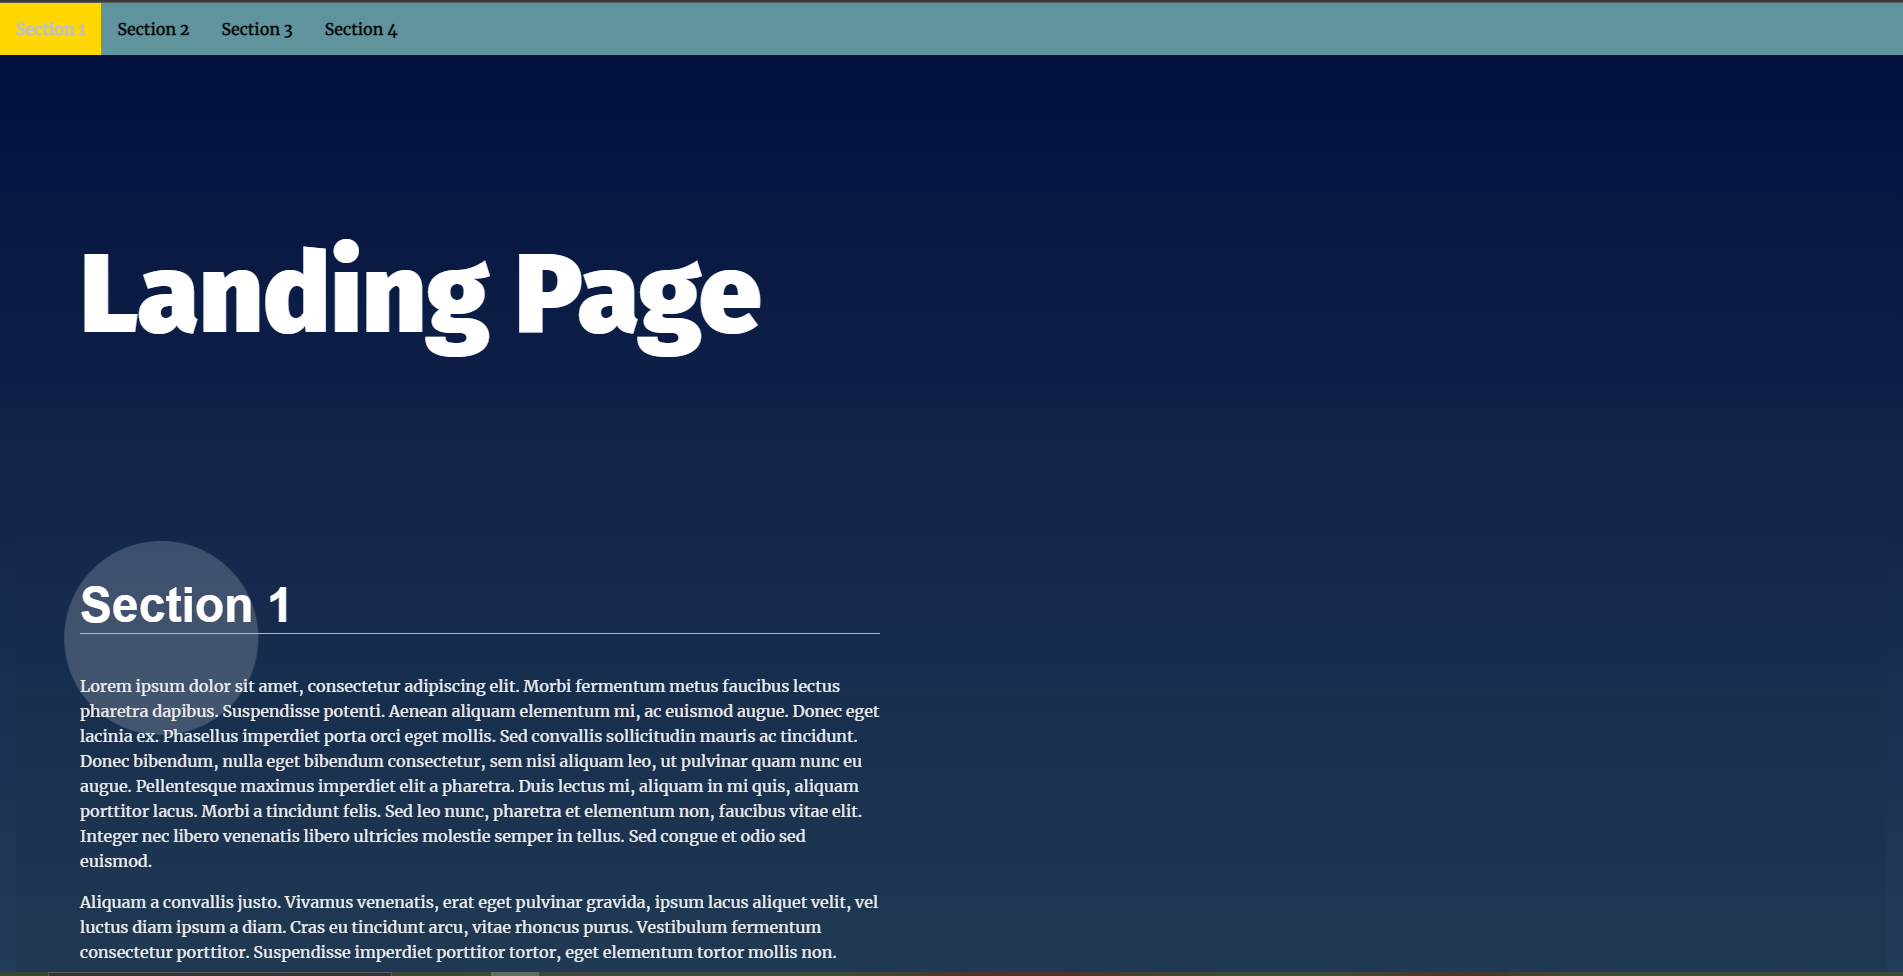 Section 1 Section 2 Section 3 Section 4
Landing Page
Section 1
Lorem ipsum dolor sit amet, consectetur adipiscing elit. Morbi fermentum metus faucibus lectus
pharetra dapibus. Suspendisse potenti. Aenean aliquam elementum mi, ac euismod augue. Donec eget
lacinia ex. Phasellus imperdiet porta orci eget mollis. Sed convallis sollicitudin mauris ac tincidunt.
Donec bibendum, nulla eget bibendum consectetur, sem nisi aliquam leo, ut pulvinar quam nunc eu
augue. Pellentesque maximus imperdiet elit a pharetra. Duis lectus mi, aliquam in mi quis, aliquam
porttitor lacus. Morbi a tincidunt felis. Sed leo nunc, pharetra et elementum non, faucibus vitae elit.
Integer nec libero venenatis libero ultricies molestie semper in tellus. Sed congue et odio sed
euismod.
Aliquam a convallis justo. Vivamus venenatis, erat eget pulvinar gravida, ipsum lacus aliquet velit, vel
luctus diam ipsum a diam. Cras eu tincidunt arcu, vitae rhoncus purus. Vestibulum fermentum
consectetur porttitor. Suspendisse imperdiet porttitor tortor, eget elementum tortor mollis non.